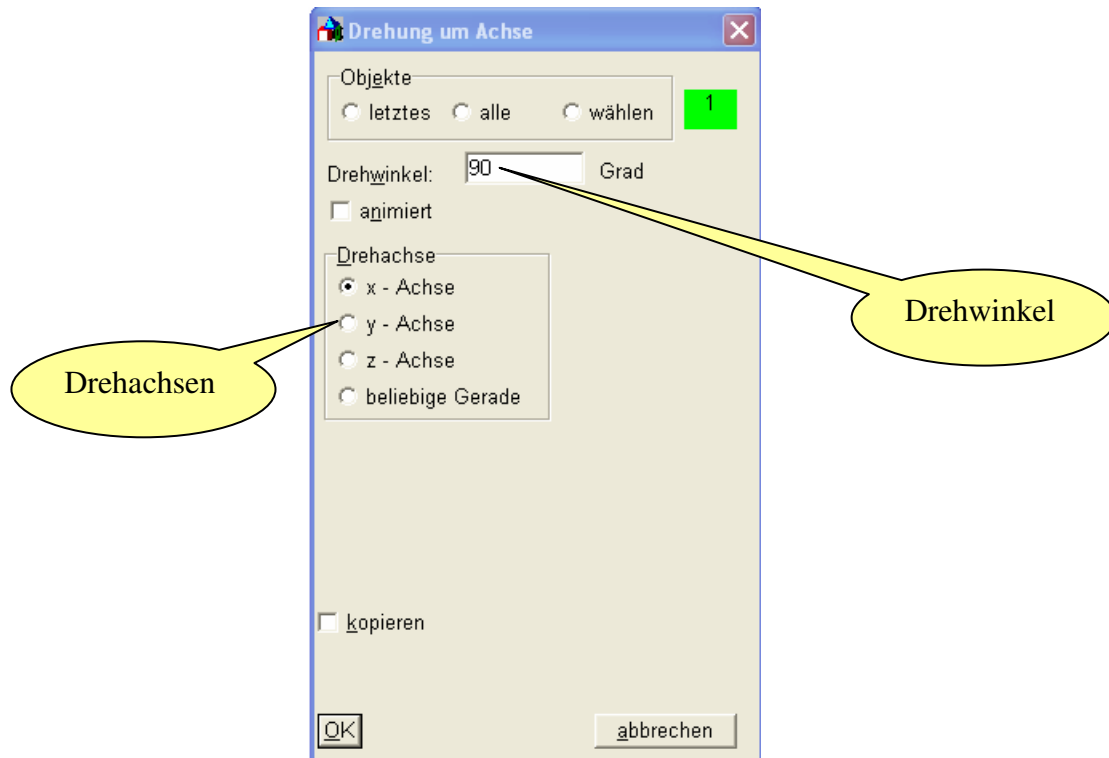 Drehung um Achse
Objekte
letztes alle wählen 1
Drehwinkel: 90 Grad
animiert
Drehachse
x - Achse
y - Achse
z - Achse
beliebige Gerade
Drehwinkel
Drehachsen
kopieren
OK abbrechen